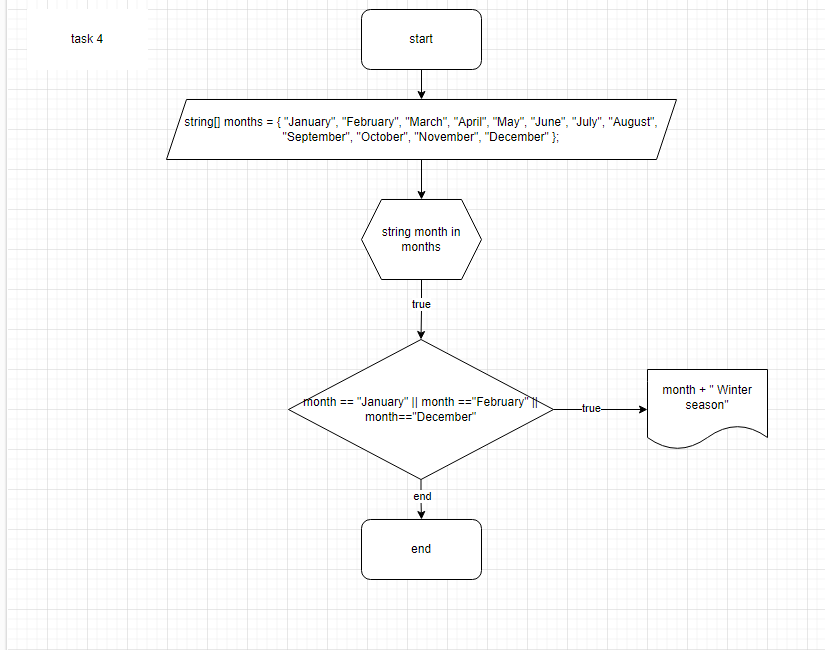 task 4
start
string[] months = { "January", "February", "March", "April", "May", "June", "July", "August",
"September", "October", "November", "December" };
string month in
months
true
month == "January" || month =="February" ||
month=="December"
true
month + " Winter
season"
end
end